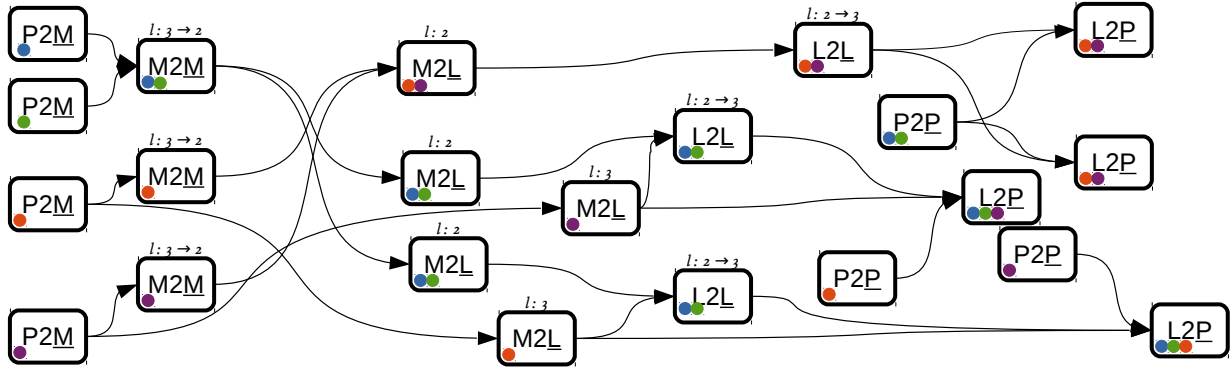 P2M
l: 3 → 2
M2M
P2M
l: 2
M2L
l: 2 → 3
L2L
L2P
P2P
L2P
l: 3 → 2
M2M
P2M
l: 2
M2L
l: 2 → 3
L2L
l: 3
M2L
L2P
l: 3 → 2
M2M
P2M
l: 2
M2L
l: 2 → 3
L2L
l: 3
M2L
P2P
P2P
L2P